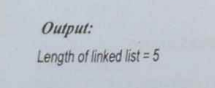 Output:
Length of linked list = 5